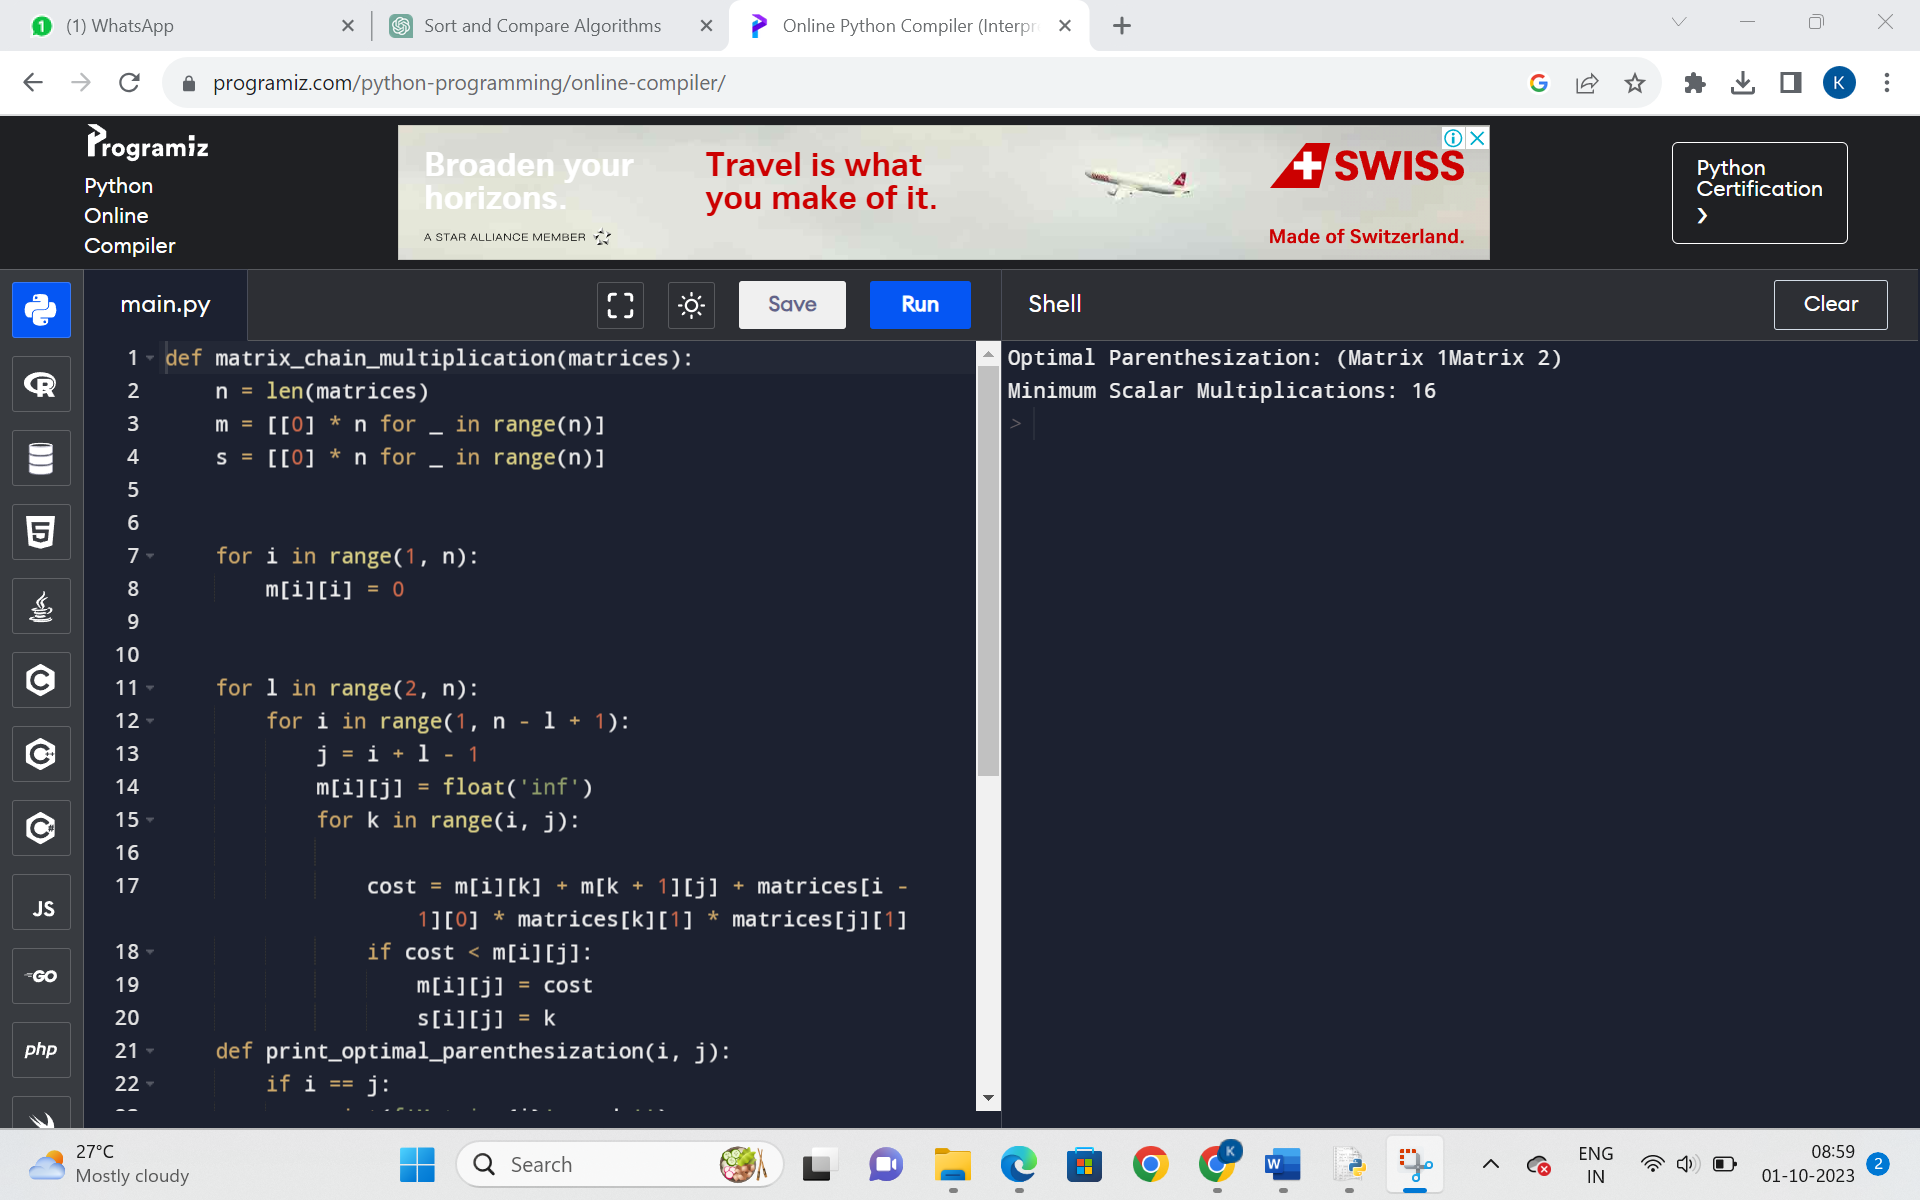 (1) WhatsApp
Sort and Compare Algorithms
Online Python Compiler (Interpr
programiz.com/python-programming/online-compiler/
K
Programiz
Python
Online
Compiler
Broaden your
horizons.
A STAR ALLIANCE MEMBER
Travel is what
you make of it.
SWISS
Made of Switzerland.
Python
Certification
main.py
Save
Run
Shell
Clear
1 def matrix_chain_multiplication(matrices):
2 n = len(matrices)
3 m = [[0] * n for _ in range(n)]
4 s = [[0] * n for _ in range(n)]
5
6
7 for i in range(1, n):
8 m[i][i] = 0
9
10
11 for l in range(2, n):
12 for i in range(1, n - l + 1):
13 j = i + l - 1
14 m[i][j] = float('inf')
15 for k in range(i, j):
16
17 cost = m[i][k] + m[k + 1][j] + matrices[i -
1][0] * matrices[k][1] * matrices[j][1]
18 if cost < m[i][j]:
19 m[i][j] = cost
20 s[i][j] = k
21 def print_optimal_parenthesization(i, j):
22 if i == j:
Optimal Parenthesization: (Matrix 1Matrix 2)
Minimum Scalar Multiplications: 16
>
JS
GO
php
27°C
Mostly cloudy
Search
ENG
IN
08:59
01-10-2023
2